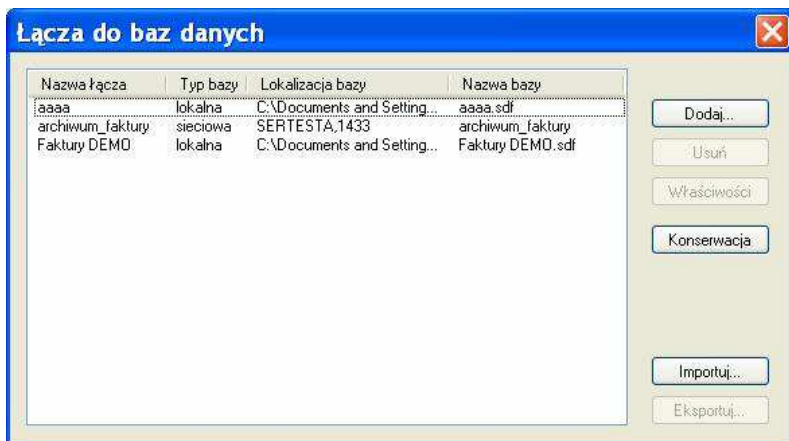 Łącza do baz danych
Nazwa łącza Typ bazy Lokalizacja bazy Nazwa bazy
aaaa lokalna C:\Documents and Setting... aaaa.sdf
archiwum_faktury sieciowa SERTESTA,1433 archiwum_faktury
Faktury DEMO lokalna C:\Documents and Setting... Faktury DEMO.sdf
Dodaj...
Usuń
Właściwości
Konserwacja
Importuj...
Eksportuj...